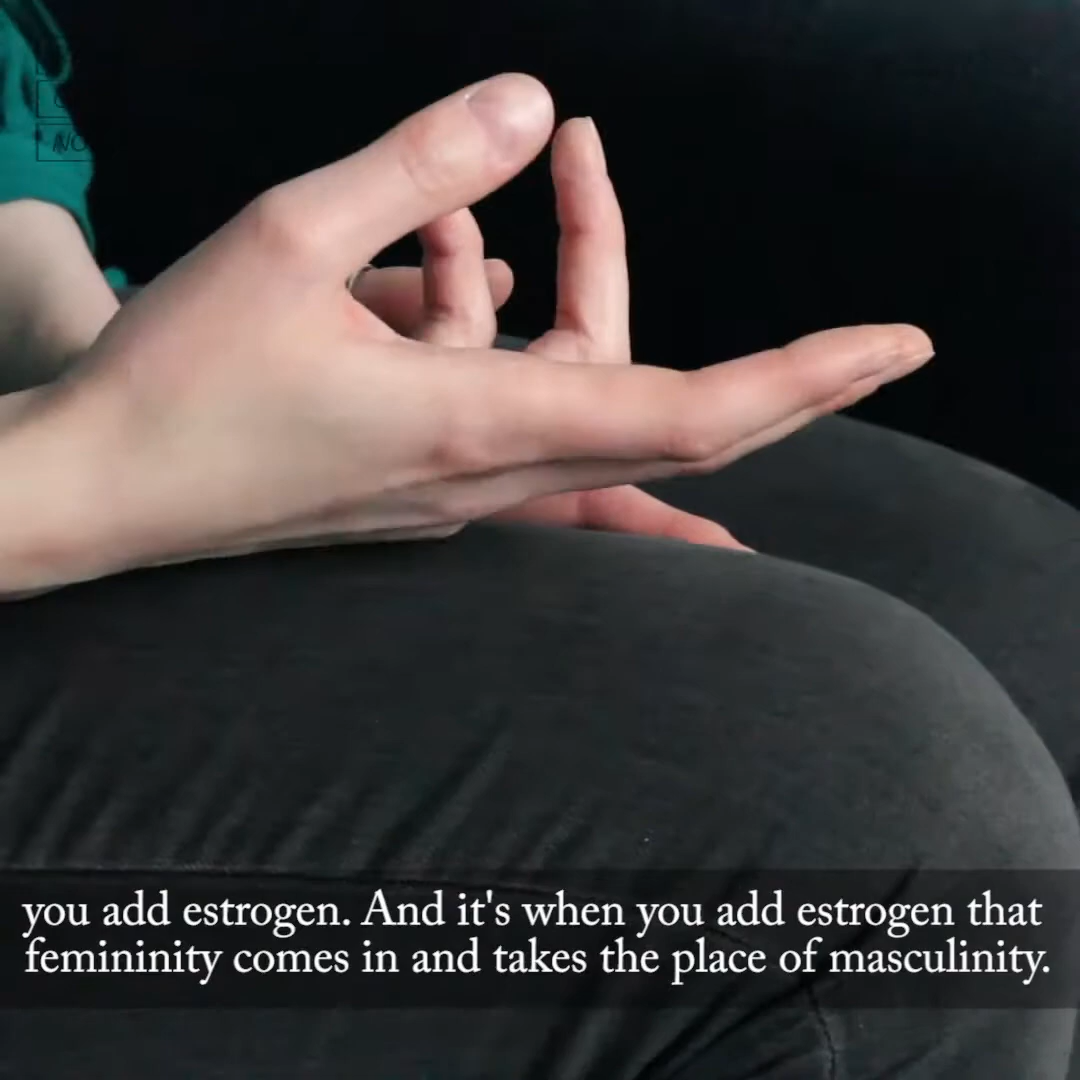 you add estrogen. And it's when you add estrogen that
femininity comes in and takes the place of masculinity.